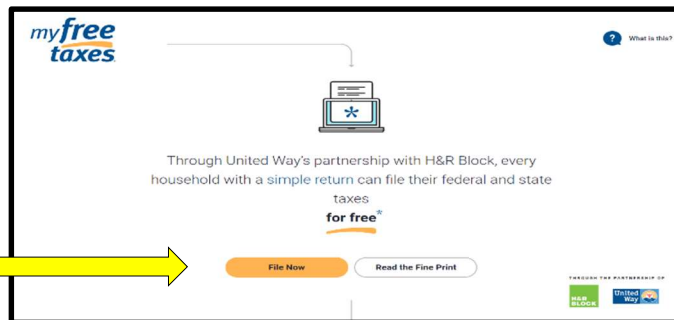 my free
taxes
? What is this?
Through United Way's partnership with H&R Block, every
household with a simple return can file their federal and state
taxes
for free*
File Now
Read the Fine Print
THROUGH THE PARTNERSHIP OF
H&R
BLOCK
United
Way